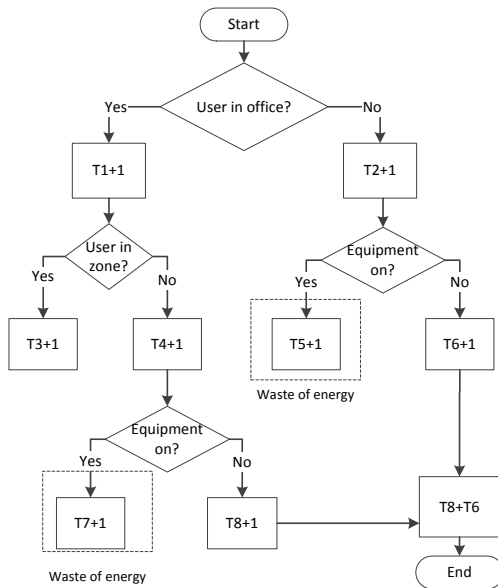 Start
User in office?
Yes
No
T1+1
T2+1
User in
zone?
Equipment
on?
Yes
No
Yes
No
T3+1
T4+1
T5+1
T6+1
Waste of energy
Equipment
on?
Yes
No
T7+1
T8+1
T8+T6
Waste of energy
End